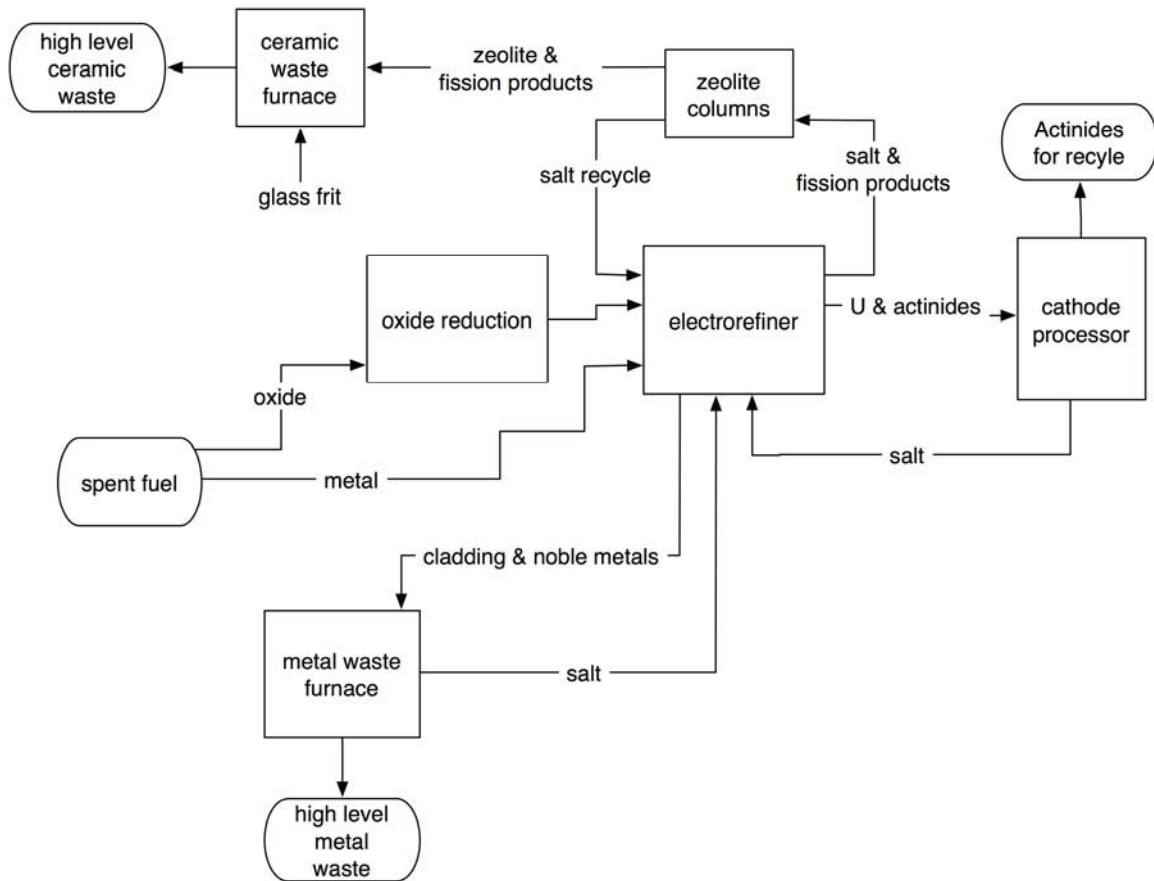 high level
ceramic
waste
ceramic
waste
furnace
zeolite &
fission products
zeolite
columns
Actinides
for recyle
glass frit
salt recycle
salt &
fission products
oxide reduction
electrorefiner
U & actinides
cathode
processor
oxide
spent fuel
metal
salt
cladding & noble metals
metal waste
furnace
salt
high level
metal
waste